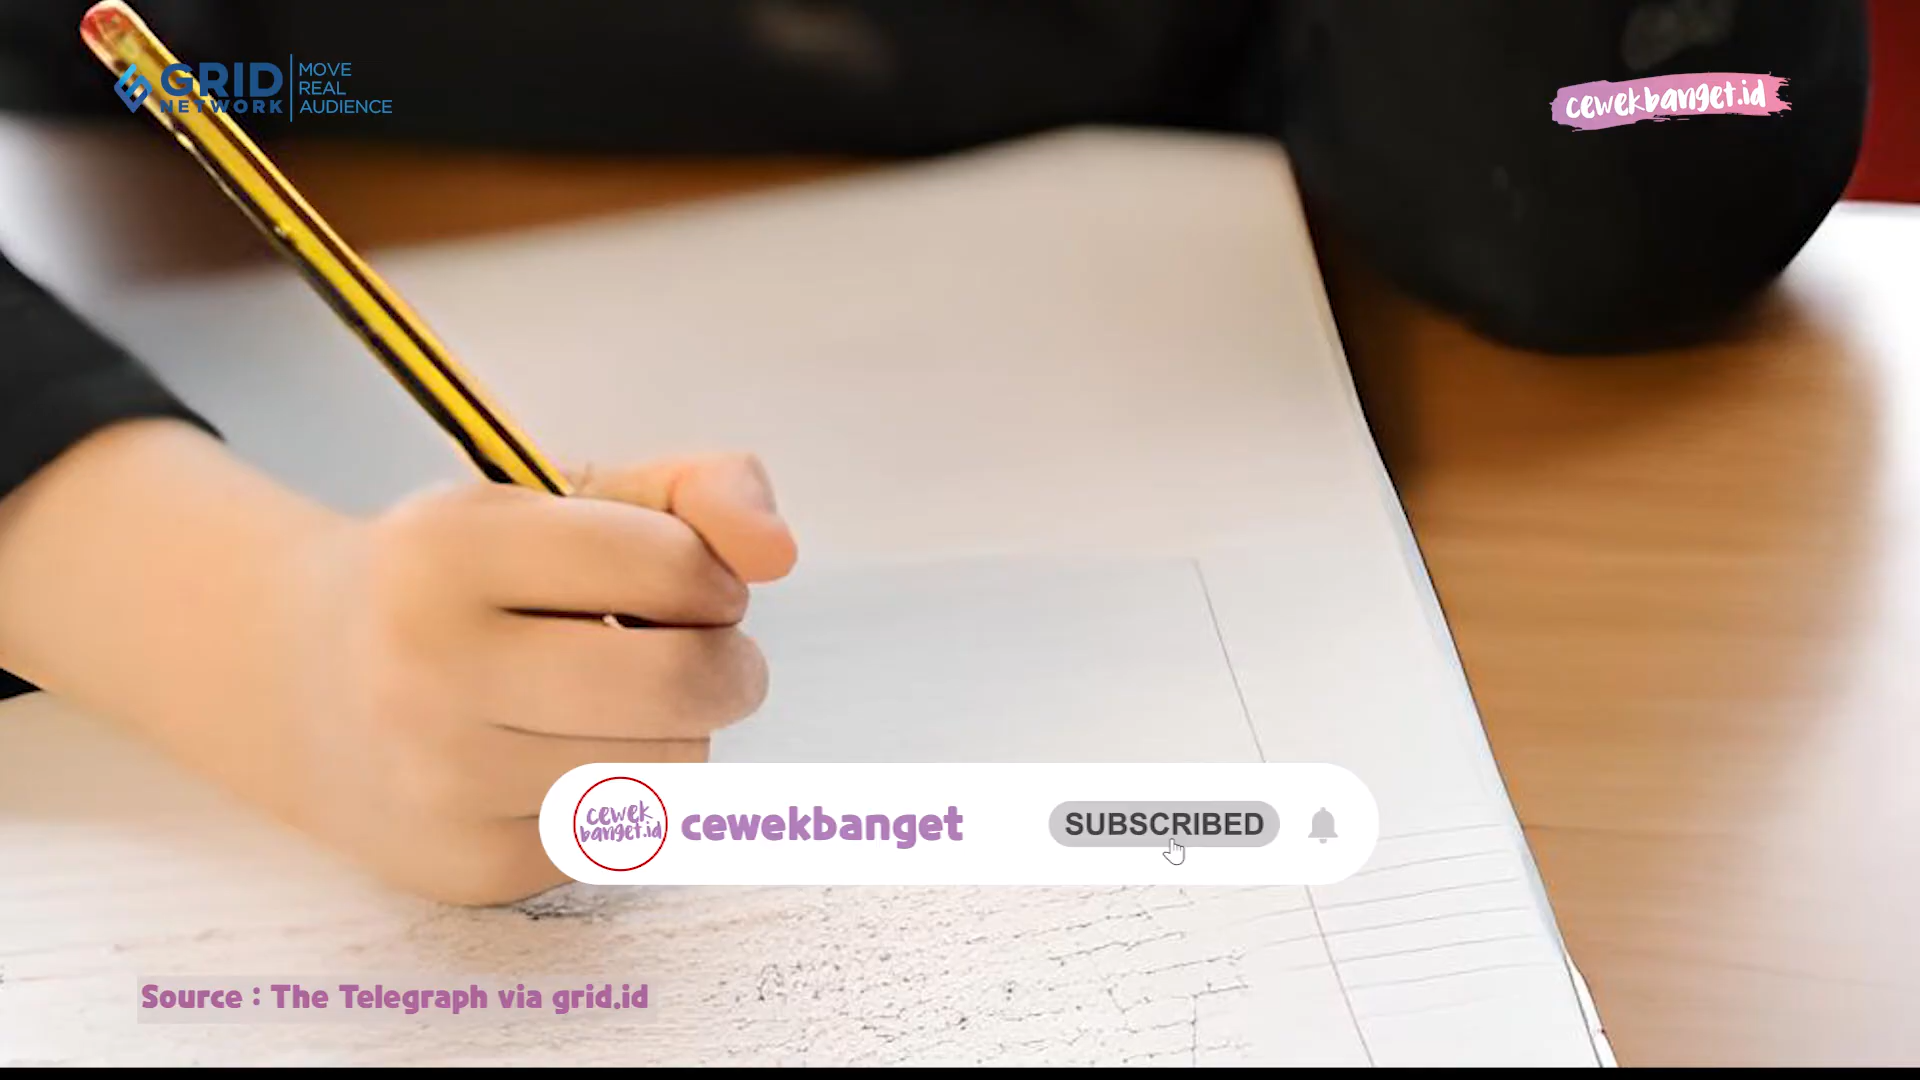 GRID
NETWORK
MOVE
REAL
AUDIENCE
cewekbanget.id
cewek
banget.id
cewekbanget
SUBSCRIBED
Source : The Telegraph via grid.id